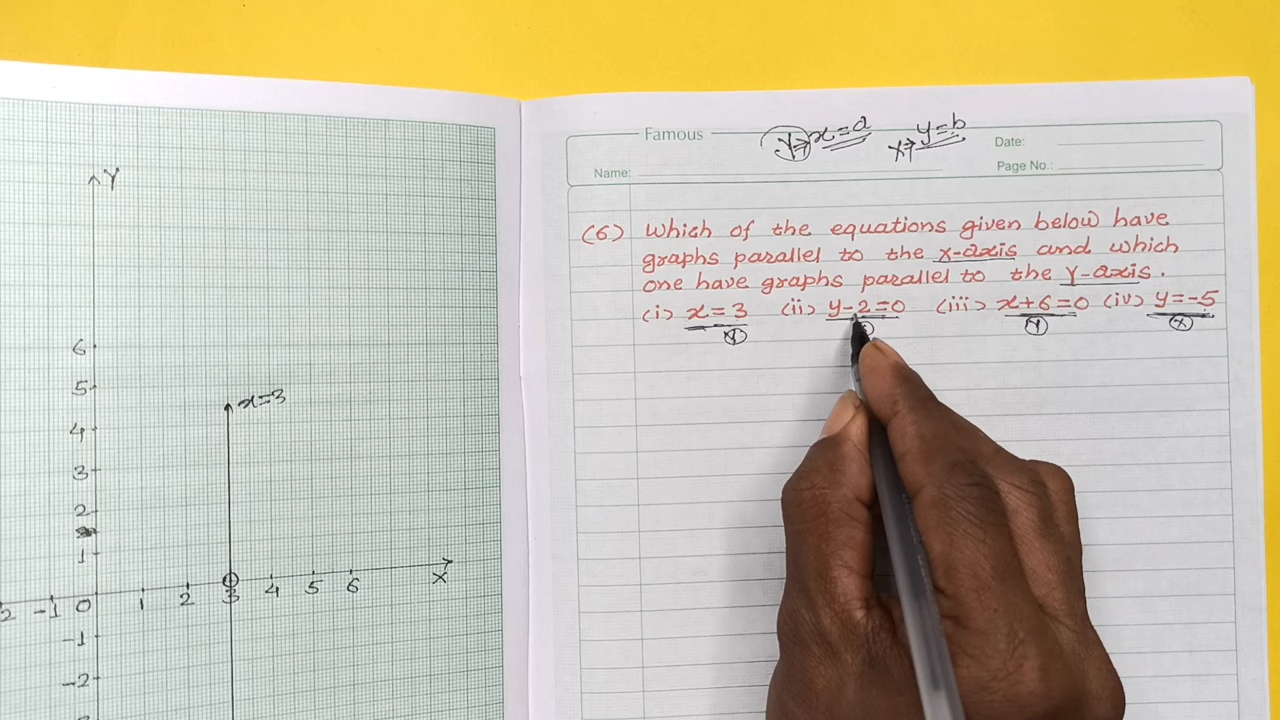 Y
x=3
6
5
4
3
2
1
2 -1 0 1 2 3 4 5 6 X
-1
-2
Famous
Y⇒ x=a
X⇒ y=b
Date:
Name:
Page No.:
(6) Which of the equations given below have
graphs parallel to the x-axis and which
one have graphs parallel to the Y-axis.
(i) x=3 (ii) y-2=0 (iii) x+6=0 (iv) y=-5
Y Y X